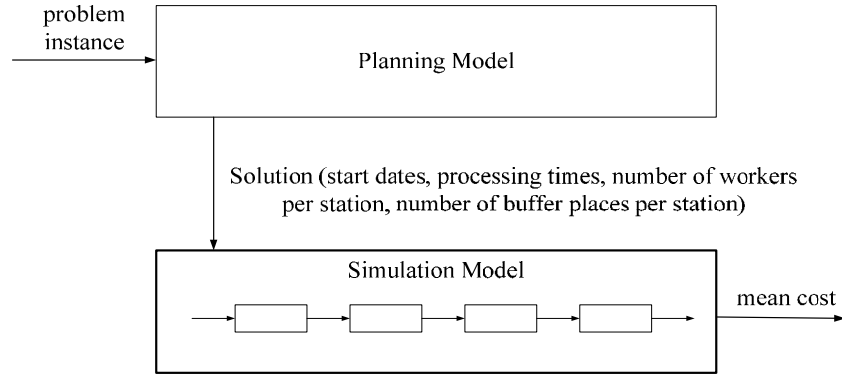 problem
instance
Planning Model
Solution (start dates, processing times, number of workers
per station, number of buffer places per station)
Simulation Model
mean cost